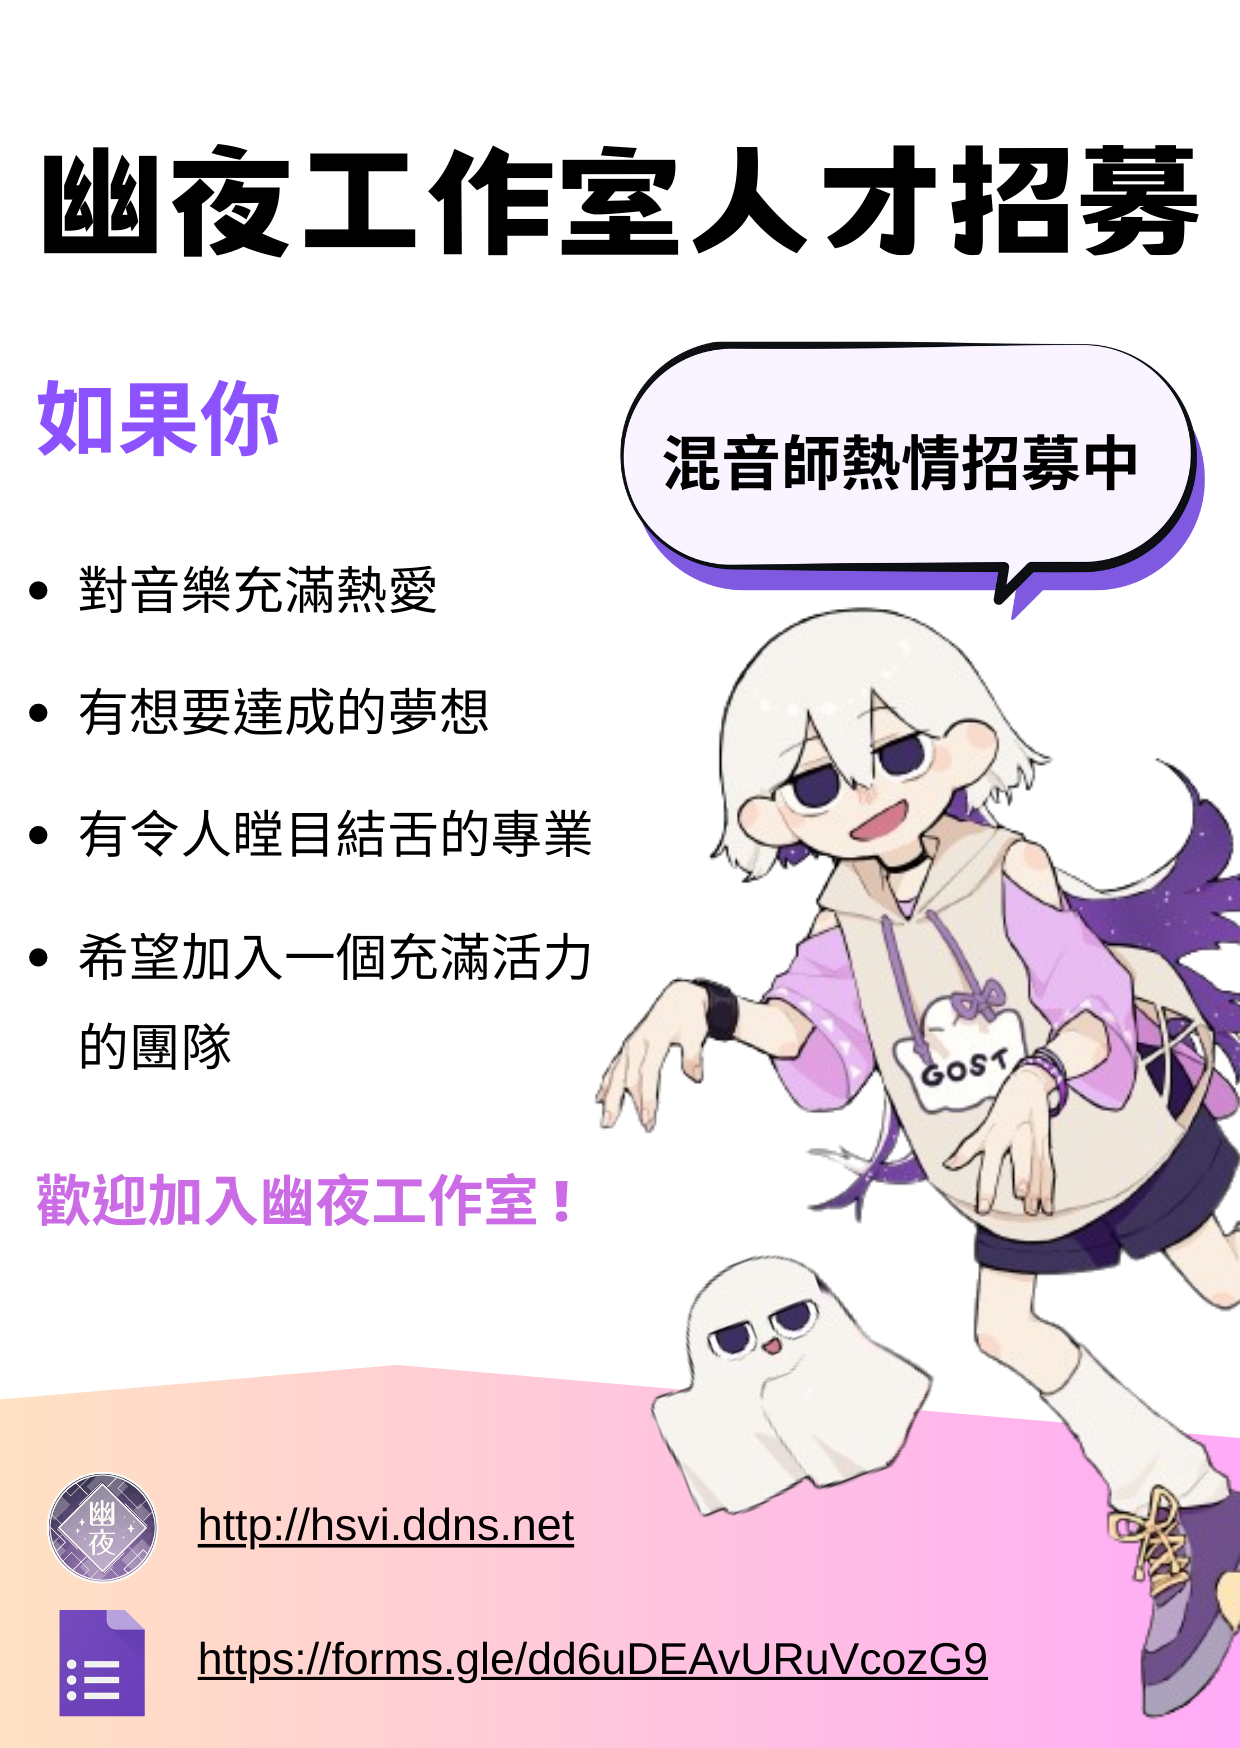 幽夜工作室人才招募
如果你
混音師熱情招募中
• 對音樂充滿熱愛
• 有想要達成的夢想
• 有令人瞠目結舌的專業
• 希望加入一個充滿活力
的團隊
歡迎加入幽夜工作室！
GOST
幽
夜
http://hsvi.ddns.net
https://forms.gle/dd6uDEAvURuVcozG9